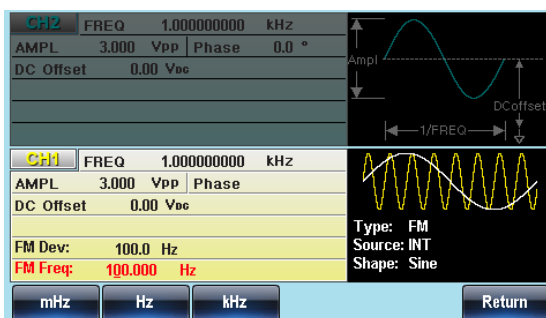 CH2 FREQ 1.000000000 kHz
AMPL 3.000 Vpp Phase 0.0 °
DC Offset 0.00 VDC
Ampl
DCoffset
1/FREQ
CH1 FREQ 1.000000000 kHz
AMPL 3.000 Vpp Phase
DC Offset 0.00 VDC
FM Dev: 100.0 Hz
FM Freq: 100.000 Hz
Type: FM
Source: INT
Shape: Sine
mHz Hz kHz Return